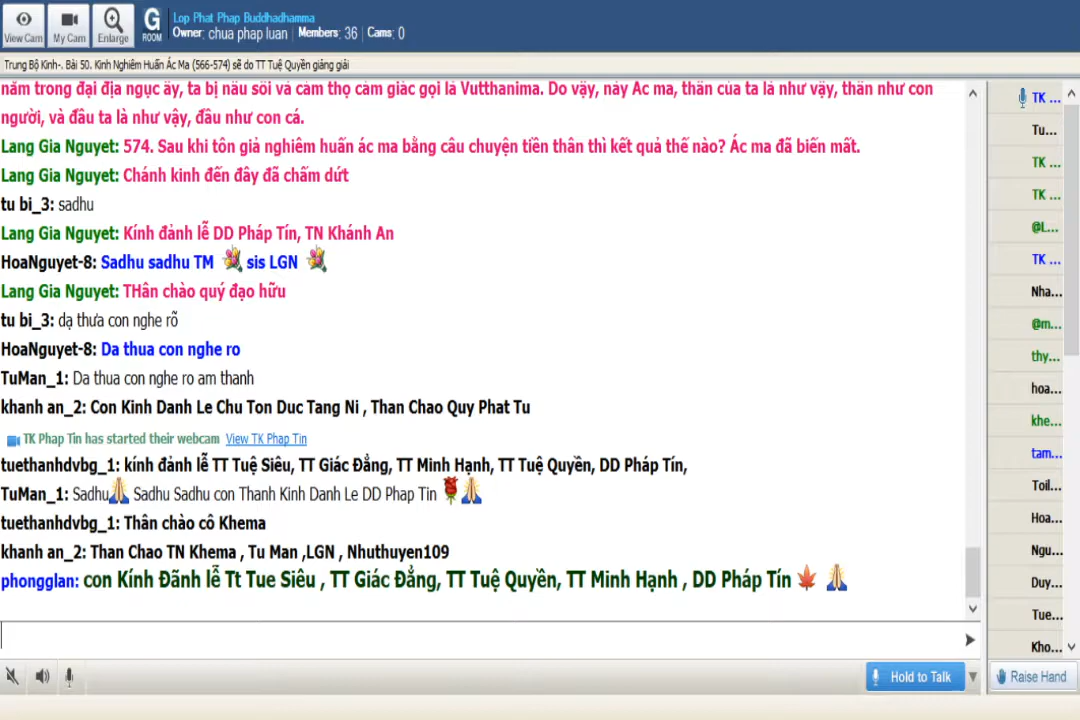 View Cam
My Cam
Enlarge
G
ROOM
Lop Phat Phap Buddhadhamma
Owner: chua phap luan | Members: 36 | Cams: 0
Trung Bộ Kinh-. Bài 50. Kinh Nghiêm Huấn Ác Ma (566-574) sẽ do TT Tuệ Quyền giảng giải
năm trong đại địa ngục ấy, ta bị nấu sôi và cảm thọ cảm giác gọi là Vutthanima. Do vậy, này Ác ma, thân của ta là như vậy, thân như con
người, và đầu ta là như vậy, đầu như con cá.
Lang Gia Nguyet: 574. Sau khi tôn giả nghiêm huấn ác ma bằng câu chuyện tiền thân thì kết quả thế nào? Ác ma đã biến mất.
Lang Gia Nguyet: Chánh kinh đến đây đã chấm dứt
tu bi_3: sadhu
Lang Gia Nguyet: Kính đảnh lễ DD Pháp Tín, TN Khánh An
HoaNguyet-8: Sadhu sadhu TM sis LGN
Lang Gia Nguyet: THân chào quý đạo hữu
tu bi_3: dạ thưa con nghe rõ
HoaNguyet-8: Da thua con nghe ro
TuMan_1: Da thua con nghe ro am thanh
khanh an_2: Con Kinh Danh Le Chu Ton Duc Tang Ni , Than Chao Quy Phat Tu
TK Phap Tin has started their webcam View TK Phap Tin
tuethanhdvbg_1: kính đảnh lễ TT Tuệ Siêu, TT Giác Đẳng, TT Minh Hạnh, TT Tuệ Quyền, DD Pháp Tín,
TuMan_1: Sadhu Sadhu Sadhu con Thanh Kinh Danh Le DD Phap Tin
tuethanhdvbg_1: Thân chào cô Khema
khanh an_2: Than Chao TN Khema , Tu Man ,LGN , Nhuthuyen109
phongglan: con Kính Đãnh lễ Tt Tue Siêu , TT Giác Đẳng, TT Tuệ Quyền, TT Minh Hạnh , DD Pháp Tín
TK ...
Tu...
TK ...
TK ...
@L...
TK ...
Nha...
@m...
thy...
hoa...
khe...
tam...
Toil...
Hoa...
Ngu...
Duy...
Tue...
Kho...
Hold to Talk
Raise Hand